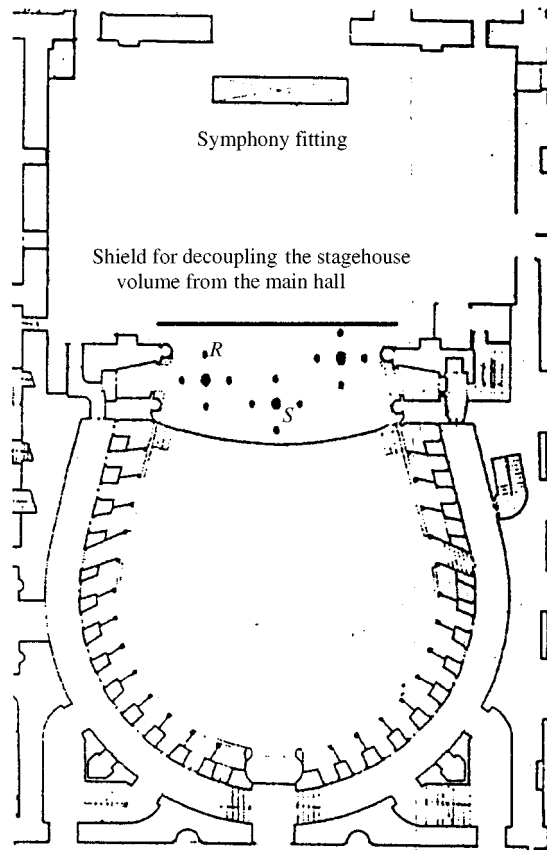 Symphony fitting
Shield for decoupling the stagehouse
volume from the main hall
R
S